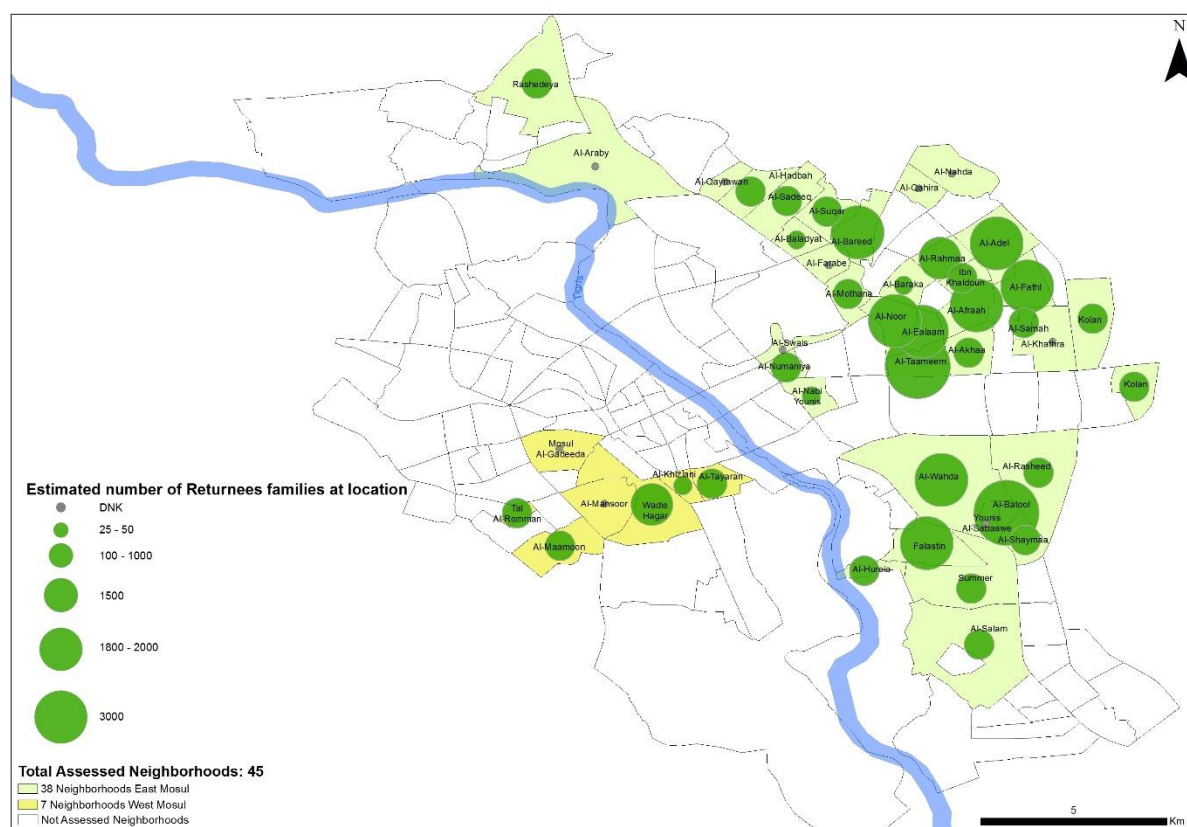 N
Rashedeya
Al-Araby
Al-Hadbah
Al-Qayrawan
Al-Nahda
Al-Qahira
Al-Sadeeq
Al-Suqar
Al-Bareed
Al-Baladyat
Al-Adel
Al-Rahmaa
Al-Farabe
Ibn
Khaldoun
Al-Baraka
Al-Fathl
Al-Mothana
Al-Afraah
Al-Noor
Kolan
Al-Samah
Al-Ealaam
Al-Khadra
Tigris
Al-Swais
Al-Akhaa
Al-Taameem
Al-Numaniya
Kolan
Al-Nabi
Younis
Mosul
Al-Gadeeda
Al-Rasheed
Al-Khizlani
Al-Tayaran
Al-Wahda
Al-Mansoor
Wadie
Hagar
Tal
Al-Romman
Al-Batool
Younis
Al-Sabaawe
Al-Shaymaa
Al-Maamoon
Falastin
Al-Hureia
Summer
Al-Salam
Estimated number of Returnees families at location
DNK
25 - 50
100 - 1000
1500
1800 - 2000
3000
Total Assessed Neighborhoods: 45
38 Neighborhoods East Mosul
7 Neighborhoods West Mosul
Not Assessed Neighborhoods
5
Km